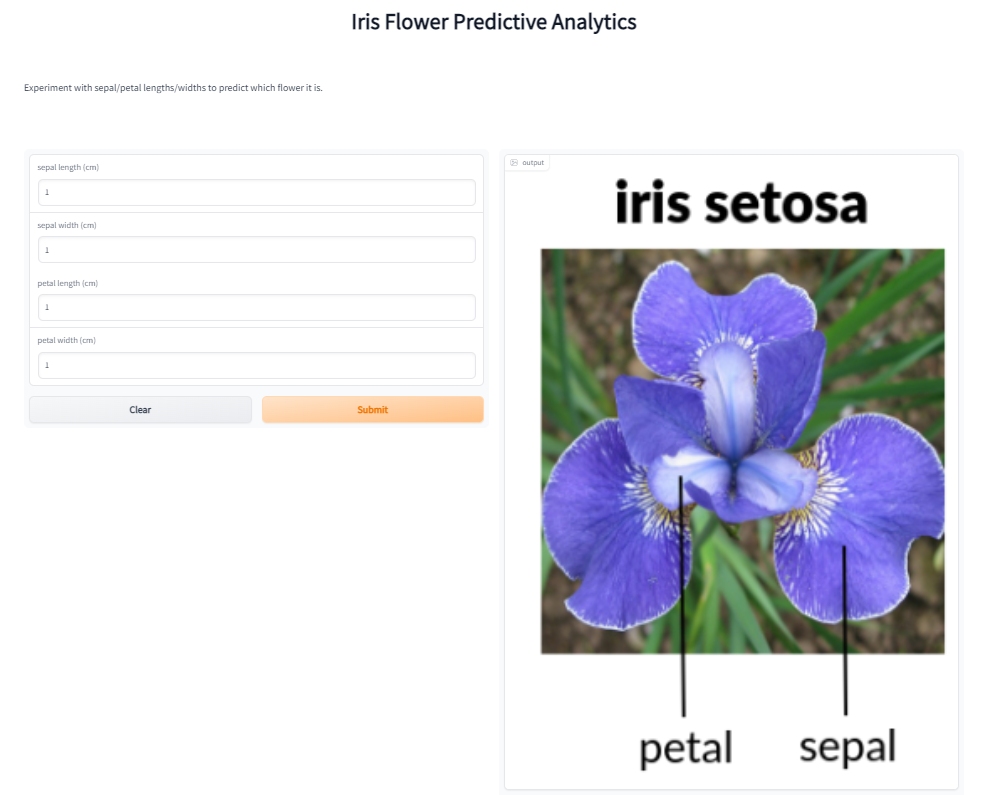 Iris Flower Predictive Analytics
Experiment with sepal/petal lengths/widths to predict which flower it is.
sepal length (cm)
1
sepal width (cm)
1
petal length (cm)
1
petal width (cm)
1
Clear
Submit
output
iris setosa
petal
sepal